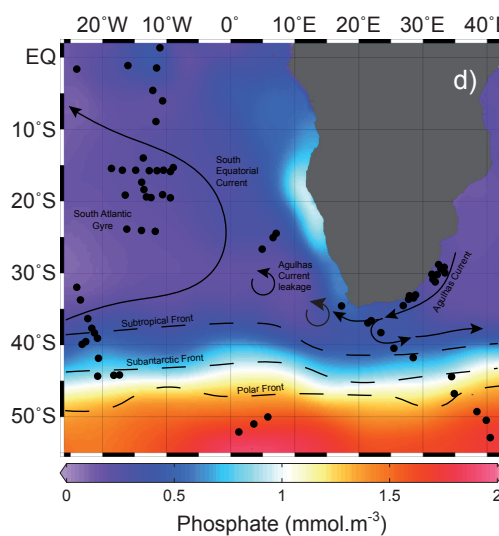 20°W 10°W 0° 10°E 20°E 30°E 40°E
EQ
d)
10°S
South
Equatorial
Current
20°S
South Atlantic
Gyre
Agulhas
Current
leakage
Agulhas Current
30°S
Subtropical Front
40°S
Subantarctic Front
Polar Front
50°S
0 0.5 1 1.5 2
Phosphate (mmol.m⁻³)